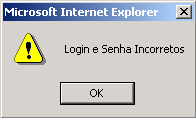 Microsoft Internet Explorer
Login e Senha Incorretos
OK